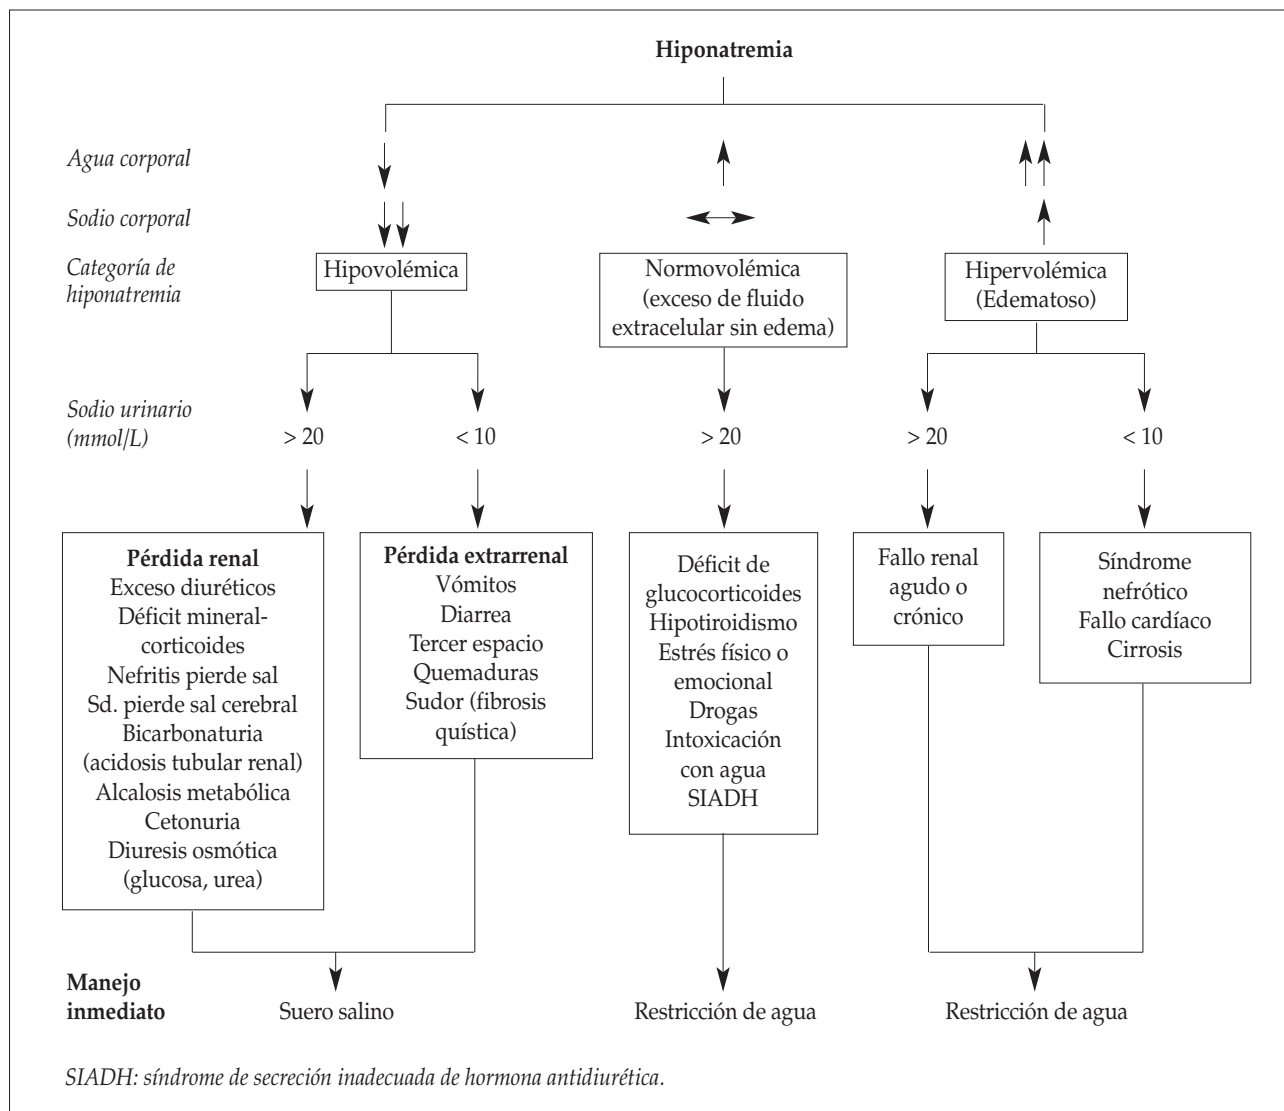 Hiponatremia
Agua corporal
Sodio corporal
Categoría de
hiponatremia
Hipovolémica
Normovolémica
(exceso de fluido
extracelular sin edema)
Hipervolémica
(Edematoso)
Sodio urinario
(mmol/L)
> 20
< 10
> 20
> 20
< 10
Pérdida renal
Exceso diuréticos
Déficit mineral-
corticoides
Nefritis pierde sal
Sd. pierde sal cerebral
Bicarbonaturia
(acidosis tubular renal)
Alcalosis metabólica
Cetonuria
Diuresis osmótica
(glucosa, urea)
Pérdida extrarrenal
Vómitos
Diarrea
Tercer espacio
Quemaduras
Sudor (fibrosis
quística)
Déficit de
glucocorticoides
Hipotiroidismo
Estrés físico o
emocional
Drogas
Intoxicación
con agua
SIADH
Fallo renal
agudo o
crónico
Síndrome
nefrótico
Fallo cardíaco
Cirrosis
Manejo
inmediato
Suero salino
Restricción de agua
Restricción de agua
SIADH: síndrome de secreción inadecuada de hormona antidiurética.